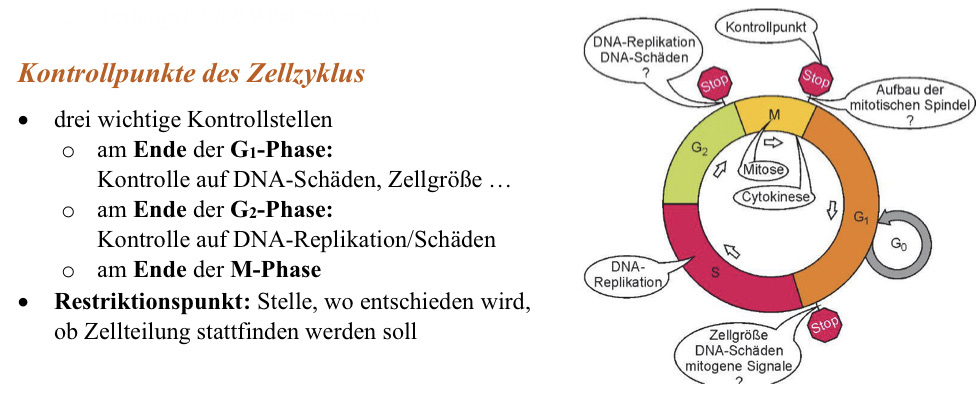 Kontrollpunkte des Zellzyklus
• drei wichtige Kontrollstellen
o am Ende der G₁-Phase:
Kontrolle auf DNA-Schäden, Zellgröße …
o am Ende der G₂-Phase:
Kontrolle auf DNA-Replikation/Schäden
o am Ende der M-Phase
• Restriktionspunkt: Stelle, wo entschieden wird,
ob Zellteilung stattfinden werden soll
Kontrollpunkt
DNA-Replikation
DNA-Schäden
?
Stop
Stop
Aufbau der
mitotischen Spindel
?
M
G₂
Mitose
Cytokinese
G₁
G₀
DNA-
Replikation
S
Stop
Zellgröße
DNA-Schäden
mitogene Signale
?